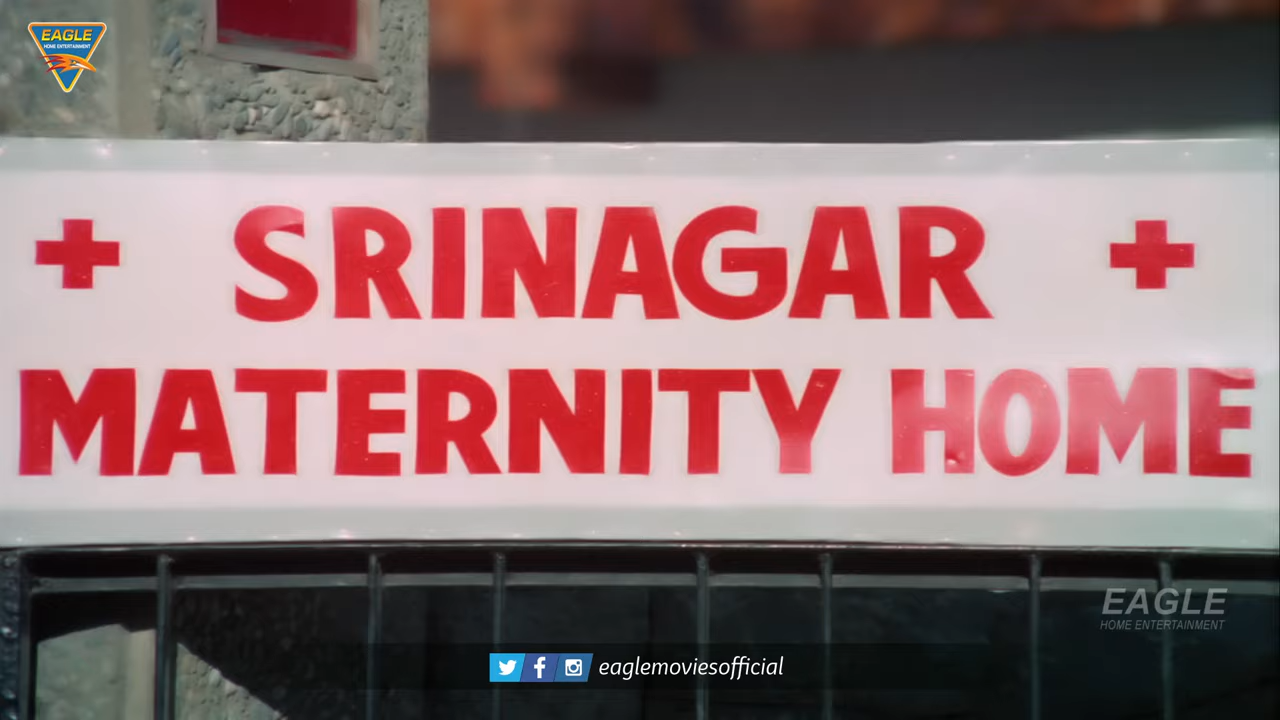 EAGLE
HOME ENTERTAINMENT
+ SRINAGAR +
MATERNITY HOME
EAGLE
HOME ENTERTAINMENT
eaglemoviesofficial